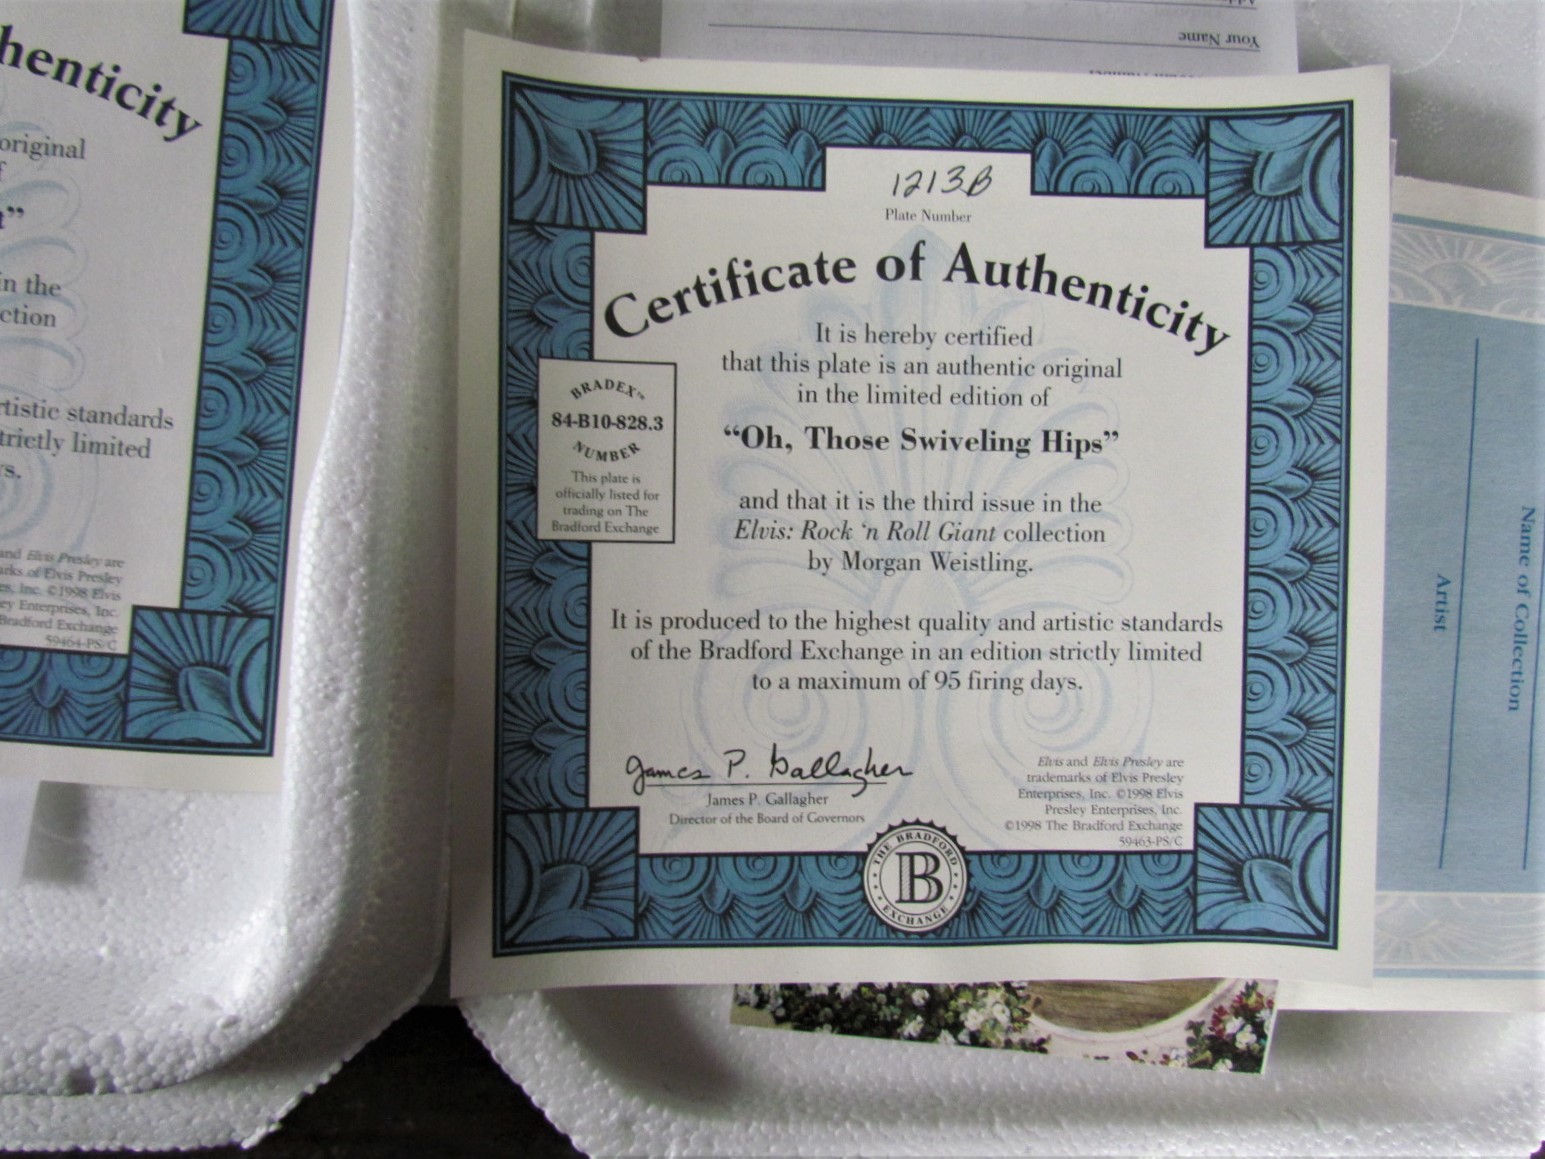 henticity
original
f
t”
in the
ction
rtistic standards
trictly limited
s.
and Elvis Presley are
arks of Elvis Presley
es, Inc. ©1998 Elvis
ey Enterprises, Inc.
Bradford Exchange
59464-PS/C
Your Name
1213B
Plate Number
Certificate of Authenticity
It is hereby certified
that this plate is an authentic original
in the limited edition of
“Oh, Those Swiveling Hips”
and that it is the third issue in the
Elvis: Rock ’n Roll Giant collection
by Morgan Weistling.
It is produced to the highest quality and artistic standards
of the Bradford Exchange in an edition strictly limited
to a maximum of 95 firing days.
BRADEX™
84-B10-828.3
NUMBER
This plate is
officially listed for
trading on The
Bradford Exchange
James P. Gallagher
James P. Gallagher
Director of the Board of Governors
Elvis and Elvis Presley are
trademarks of Elvis Presley
Enterprises, Inc. ©1998 Elvis
Presley Enterprises, Inc.
©1998 The Bradford Exchange
59463-PS/C
THE BRADFORD
B
EXCHANGE
Name of Collection
Artist